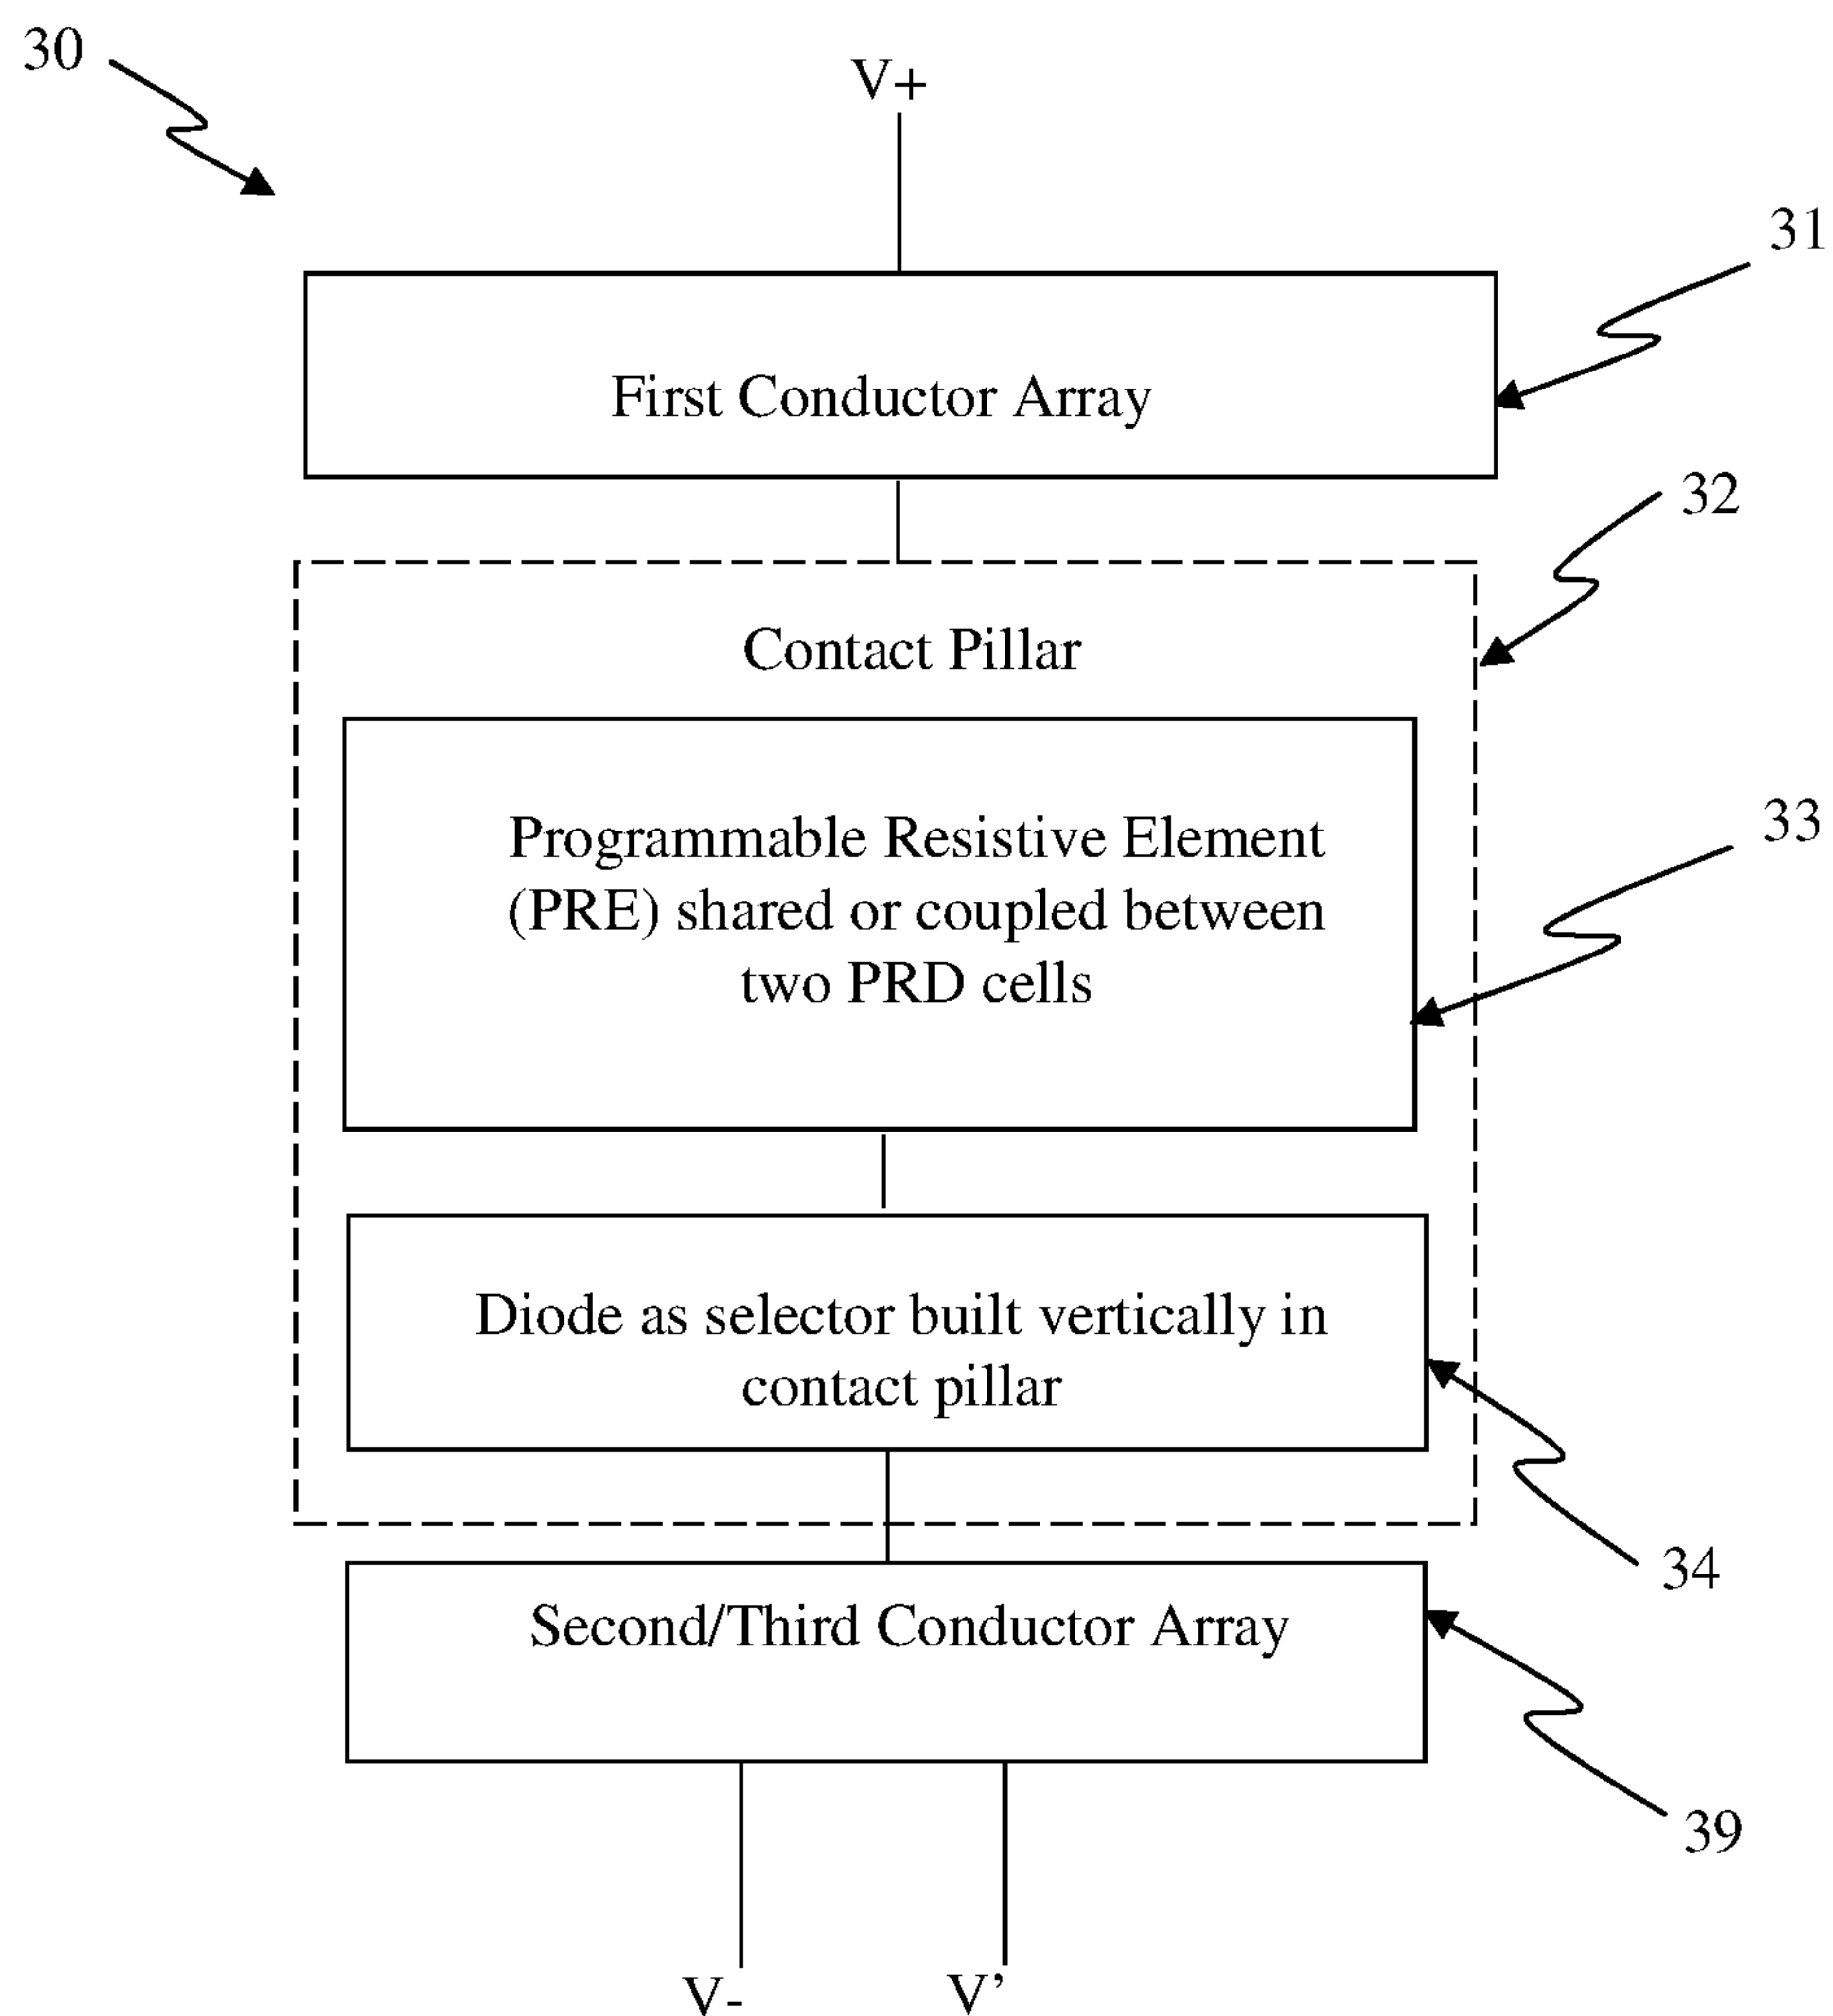 30
V+
31
First Conductor Array
32
Contact Pillar
33
Programmable Resistive Element
(PRE) shared or coupled between
two PRD cells
Diode as selector built vertically in
contact pillar
34
Second/Third Conductor Array
39
V-
V’